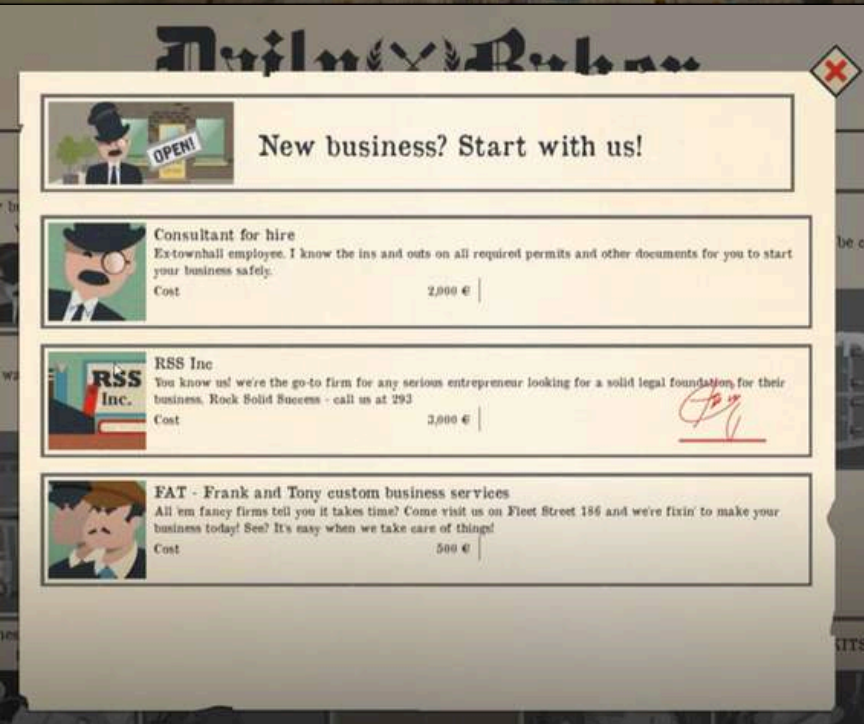 Daily Baker
OPEN!
New business? Start with us!
Consultant for hire
Ex-townhall employee. I know the ins and outs on all required permits and other documents for you to start
your business safely.
Cost 2,000 €
RSS
Inc.
RSS Inc
You know us! we're the go-to firm for any serious entrepreneur looking for a solid legal foundation for their
business. Rock Solid Success - call us at 293
Cost 3,000 €
FAT - Frank and Tony custom business services
All 'em fancy firms tell you it takes time? Come visit us on Fleet Street 186 and we're fixin' to make your
business today! See? It's easy when we take care of things!
Cost 500 €